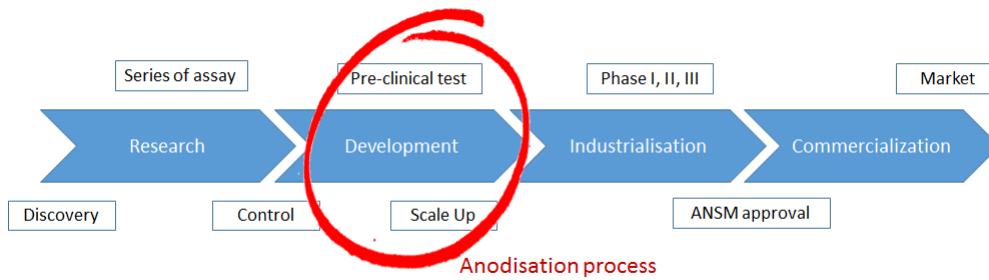 Series of assay
Pre-clinical test
Phase I, II, III
Market
Research
Development
Industrialisation
Commercialization
Discovery
Control
Scale Up
ANSM approval
Anodisation process